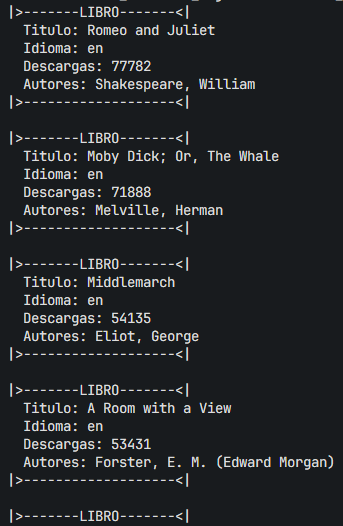 |>-------LIBRO-------<|
Titulo: Romeo and Juliet
Idioma: en
Descargas: 77782
Autores: Shakespeare, William
|>-------------------<|
|>-------LIBRO-------<|
Titulo: Moby Dick; Or, The Whale
Idioma: en
Descargas: 71888
Autores: Melville, Herman
|>-------------------<|
|>-------LIBRO-------<|
Titulo: Middlemarch
Idioma: en
Descargas: 54135
Autores: Eliot, George
|>-------------------<|
|>-------LIBRO-------<|
Titulo: A Room with a View
Idioma: en
Descargas: 53431
Autores: Forster, E. M. (Edward Morgan)
|>-------------------<|
|>-------LIBRO-------<|